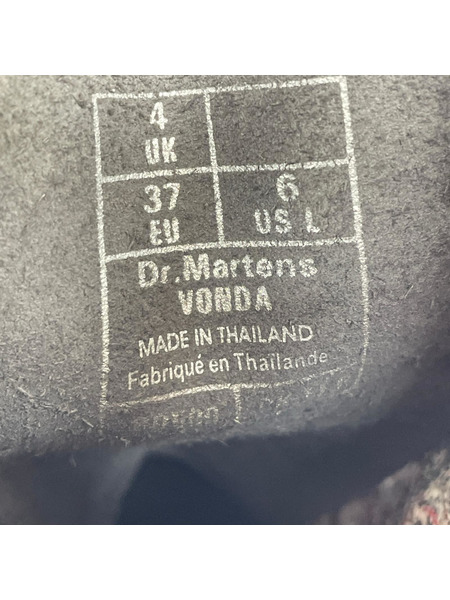 4
UK
37 6
EU US L
Dr.Martens
VONDA
MADE IN THAILAND
Fabriqué en Thaïlande